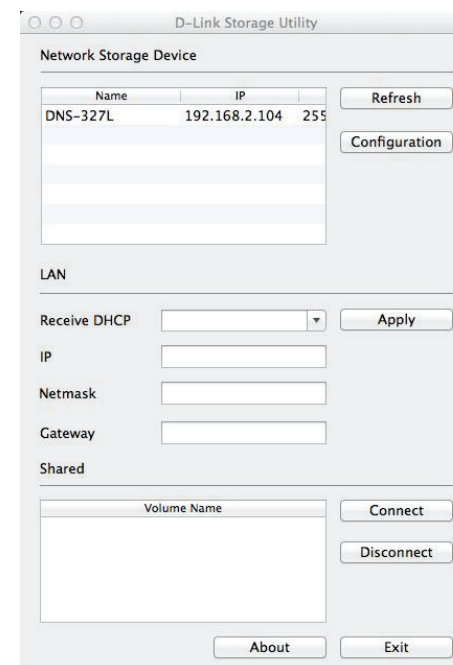 D-Link Storage Utility
Network Storage Device
Name IP
Refresh
DNS-327L 192.168.2.104 255
Configuration
LAN
Receive DHCP
Apply
IP
Netmask
Gateway
Shared
Volume Name
Connect
Disconnect
About Exit